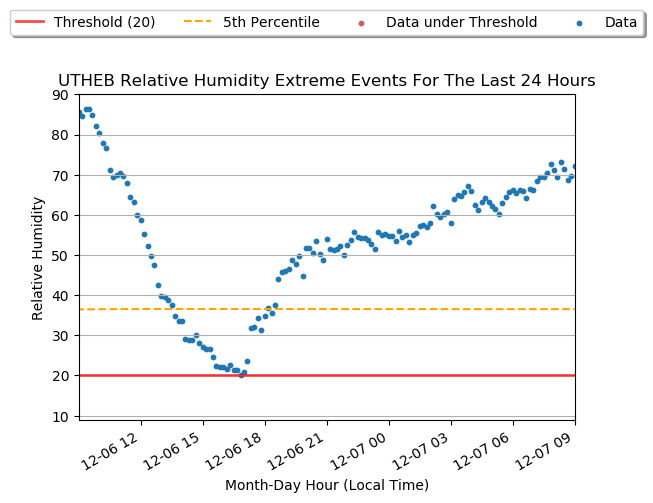 Threshold (20) 5th Percentile Data under Threshold Data
UTHEB Relative Humidity Extreme Events For The Last 24 Hours
90
80
70
60
50
40
30
20
10
Relative Humidity
12-06 12 12-06 15 12-06 18 12-06 21 12-07 00 12-07 03 12-07 06 12-07 09
Month-Day Hour (Local Time)